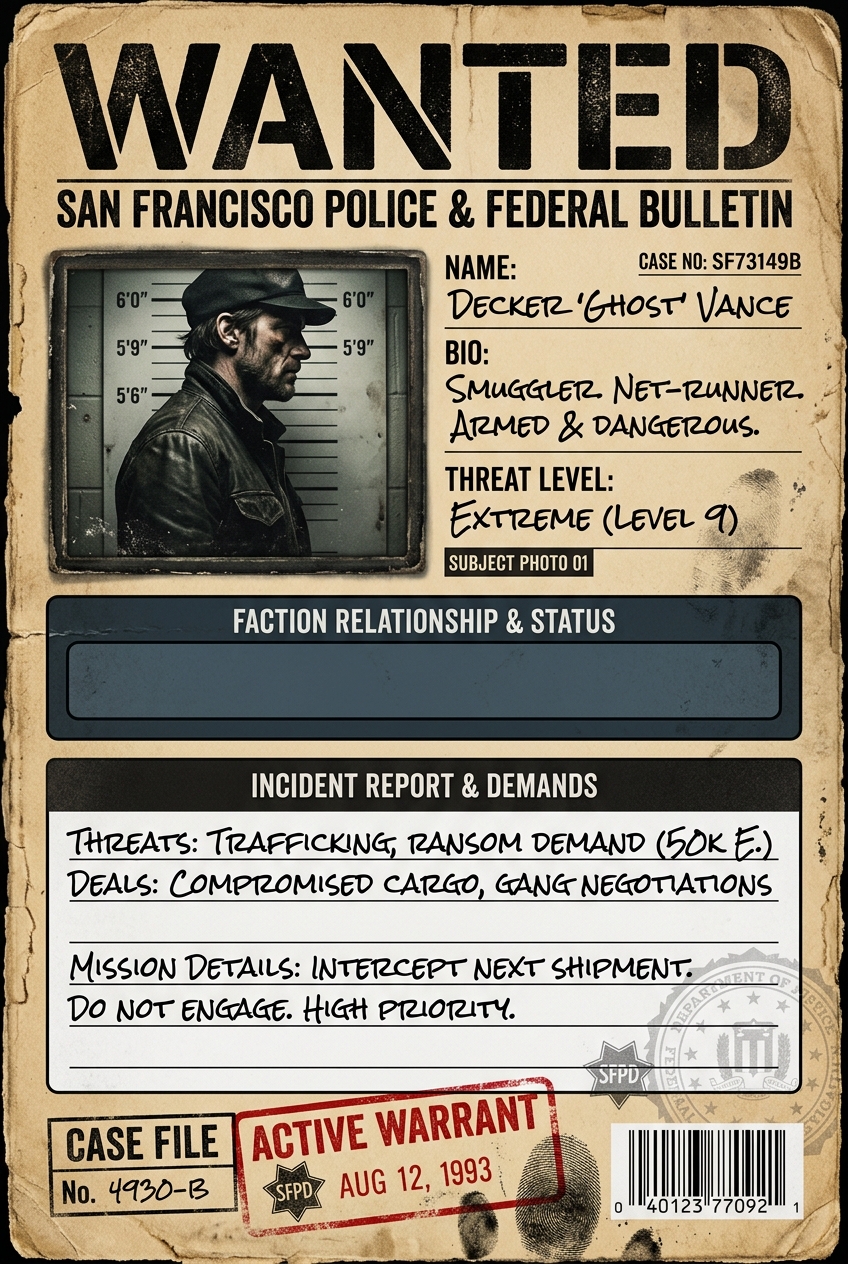 WANTED
SAN FRANCISCO POLICE & FEDERAL BULLETIN
CASE NO: SF73149B
NAME:
DECKER 'GHOST' VANCE
BIO:
SMUGGLER. NET-RUNNER.
ARMED & DANGEROUS.
THREAT LEVEL:
EXTREME (LEVEL 9)
SUBJECT PHOTO 01
6'0" 6'0"
5'9" 5'9"
5'6"
FACTION RELATIONSHIP & STATUS
INCIDENT REPORT & DEMANDS
THREATS: TRAFFICKING, RANSOM DEMAND (50K E.)
DEALS: COMPROMISED CARGO, GANG NEGOTIATIONS
MISSION DETAILS: INTERCEPT NEXT SHIPMENT.
DO NOT ENGAGE. HIGH PRIORITY.
DEPARTMENT OF
SFPD
CASE FILE
No. 4930-B
ACTIVE WARRANT
SFPD AUG 12, 1993
0 40123 77092 1